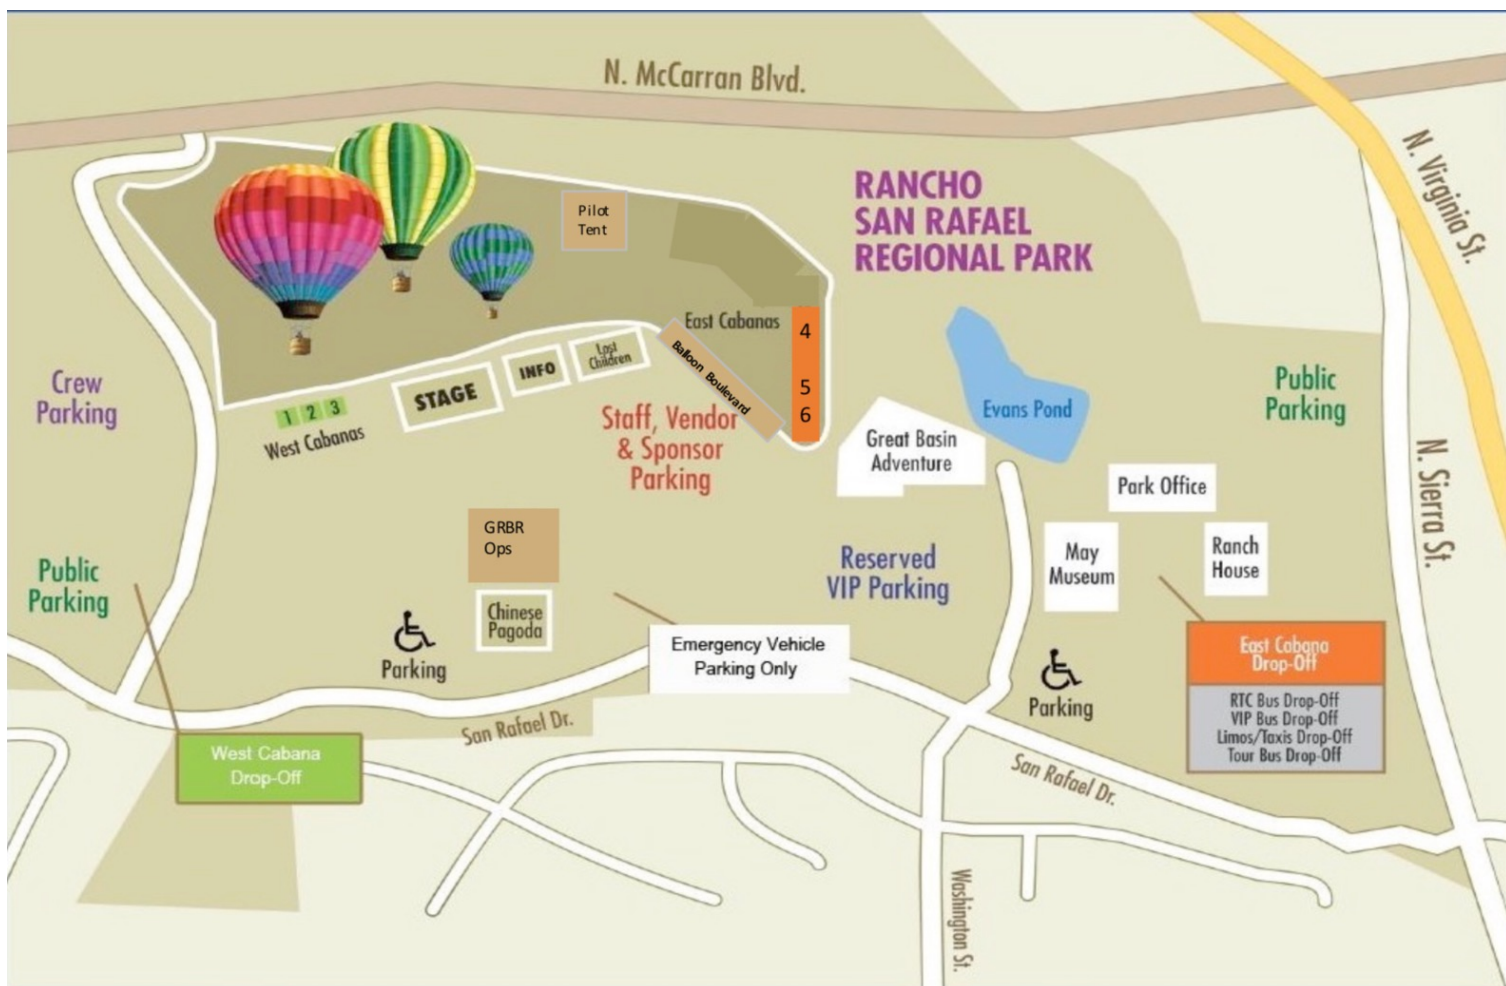 N. McCarran Blvd.
N. Virginia St.
RANCHO
SAN RAFAEL
REGIONAL PARK
Pilot
Tent
East Cabanas
4
5
6
Balloon Boulevard
Lost
Children
INFO
STAGE
1 2 3
West Cabanas
Crew
Parking
Staff, Vendor
& Sponsor
Parking
Evans Pond
Public
Parking
Great Basin
Adventure
Park Office
N. Sierra St.
GRBR
Ops
Reserved
VIP Parking
May
Museum
Ranch
House
Public
Parking
Chinese
Pagoda
Parking
Emergency Vehicle
Parking Only
East Cabana
Drop-Off
RTC Bus Drop-Off
VIP Bus Drop-Off
Limos/Taxis Drop-Off
Tour Bus Drop-Off
Parking
San Rafael Dr.
West Cabana
Drop-Off
San Rafael Dr.
Washington St.